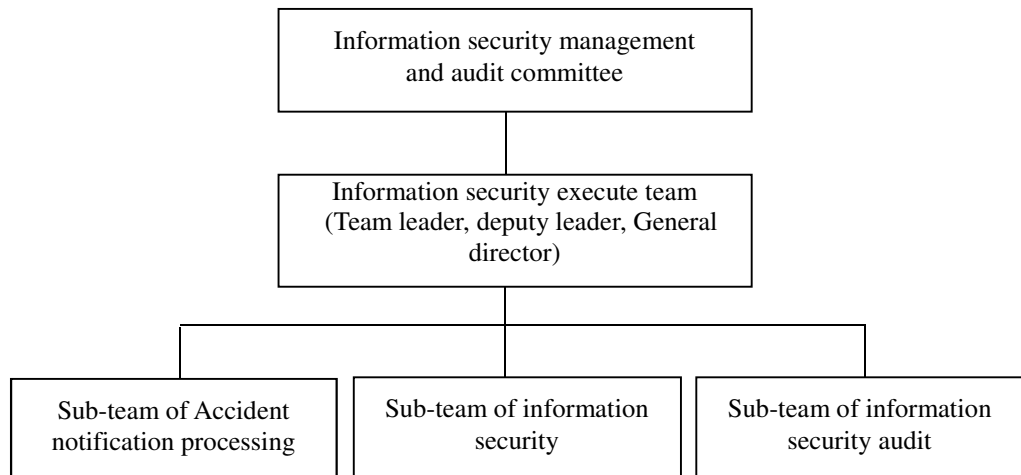 Information security management
and audit committee
Information security execute team
(Team leader, deputy leader, General
director)
Sub-team of Accident
notification processing
Sub-team of information
security
Sub-team of information
security audit